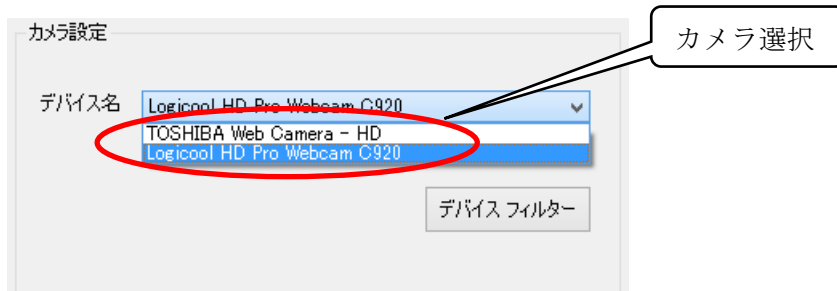 カメラ設定
カメラ選択
デバイス名
Logicool HD Pro Webcam C920
TOSHIBA Web Camera - HD
Logicool HD Pro Webcam C920
デバイス フィルター